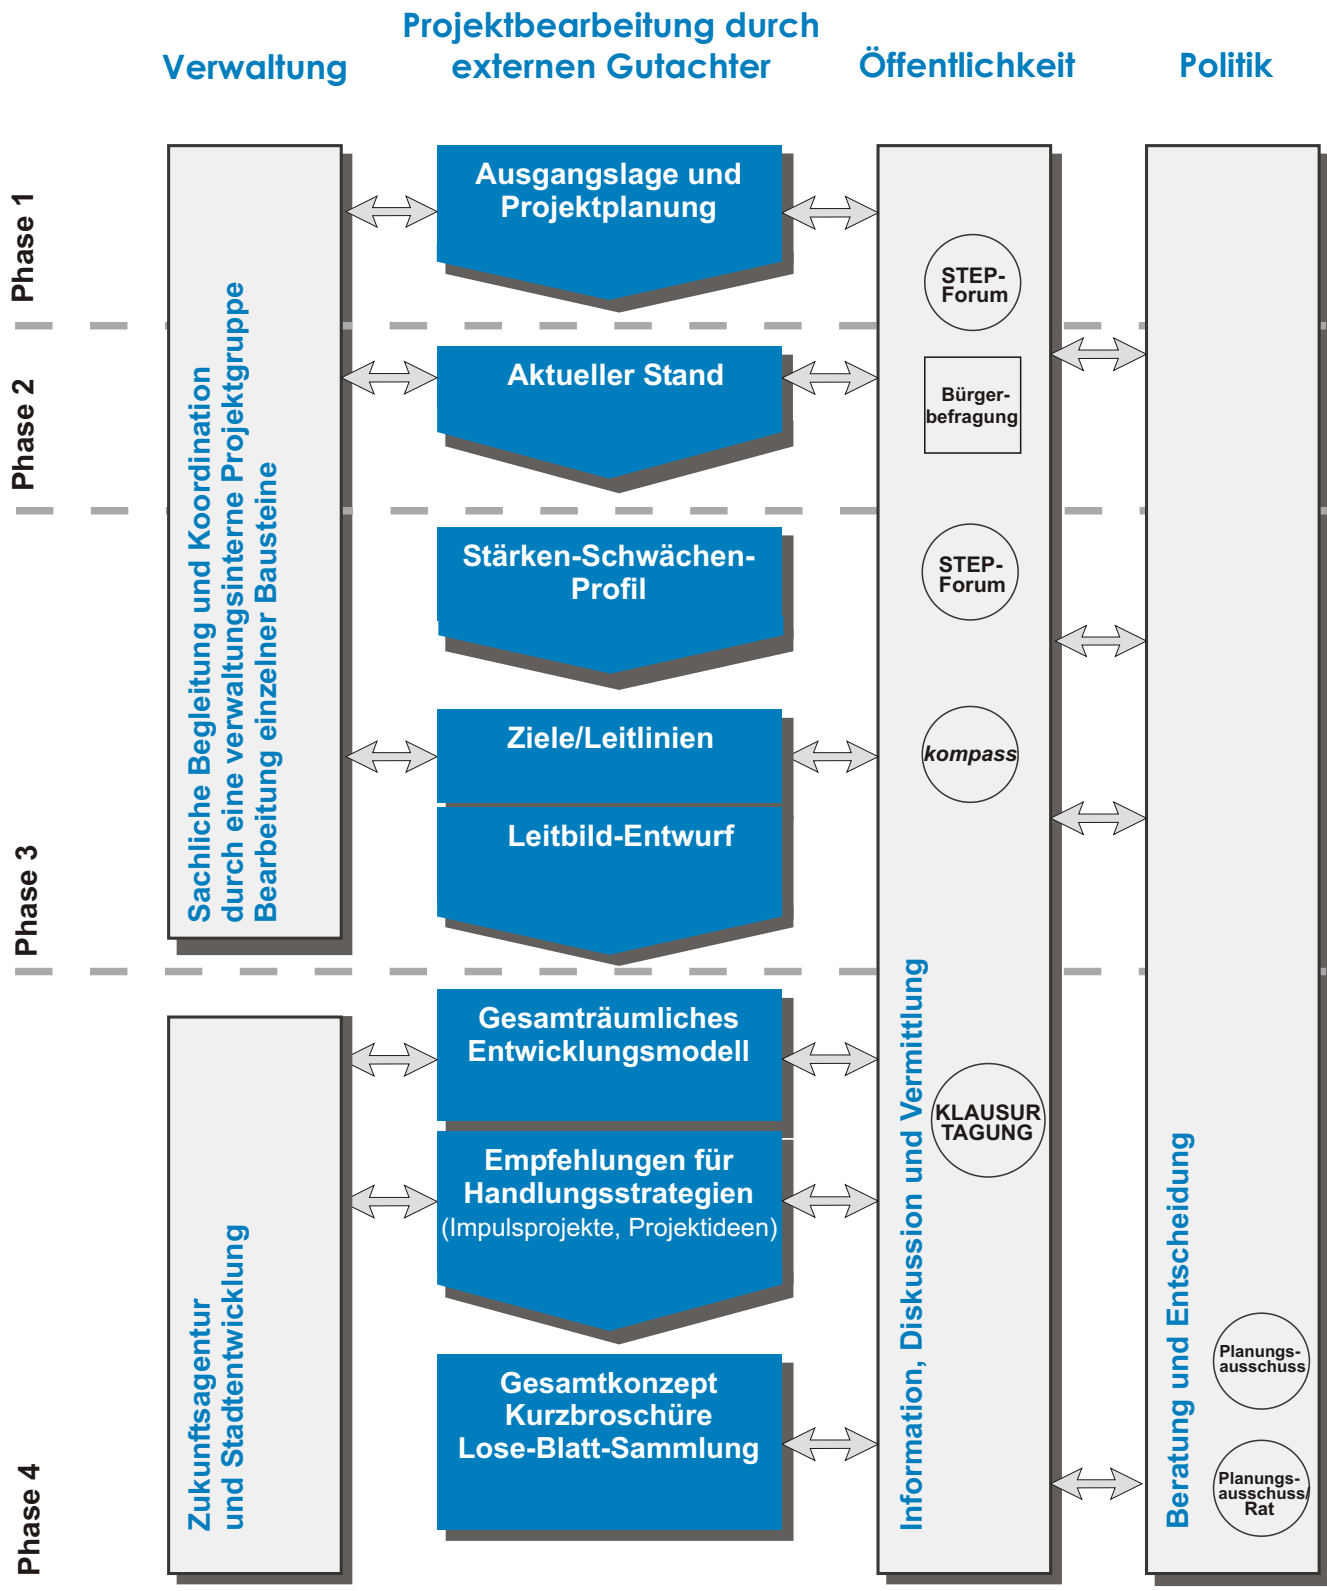 Verwaltung
Projektbearbeitung durch
externen Gutachter
Öffentlichkeit
Politik
Phase 1
Phase 2
Phase 3
Phase 4
Sachliche Begleitung und Koordination
durch eine verwaltungsinterne Projektgruppe
Bearbeitung einzelner Bausteine
Zukunftsagentur
und Stadtentwicklung
Ausgangslage und
Projektplanung
Aktueller Stand
Stärken-Schwächen-
Profil
Ziele/Leitlinien
Leitbild-Entwurf
Gesamträumliches
Entwicklungsmodell
Empfehlungen für
Handlungsstrategien
(Impulsprojekte, Projektideen)
Gesamtkonzept
Kurzbroschüre
Lose-Blatt-Sammlung
STEP-
Forum
Bürger-
befragung
STEP-
Forum
kompass
KLAUSUR
TAGUNG
Information, Diskussion und Vermittlung
Beratung und Entscheidung
Planungs-
ausschuss
Planungs-
ausschuss/
Rat